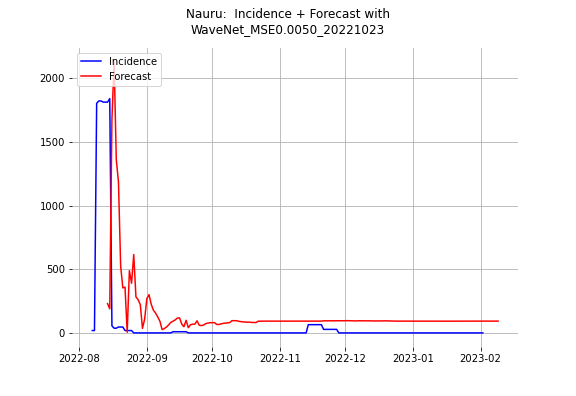 Nauru:  Incidence + Forecast with
WaveNet_MSE0.0050_20221023
Incidence
Forecast
2000
1500
1000
500
0
2022-08 2022-09 2022-10 2022-11 2022-12 2023-01 2023-02